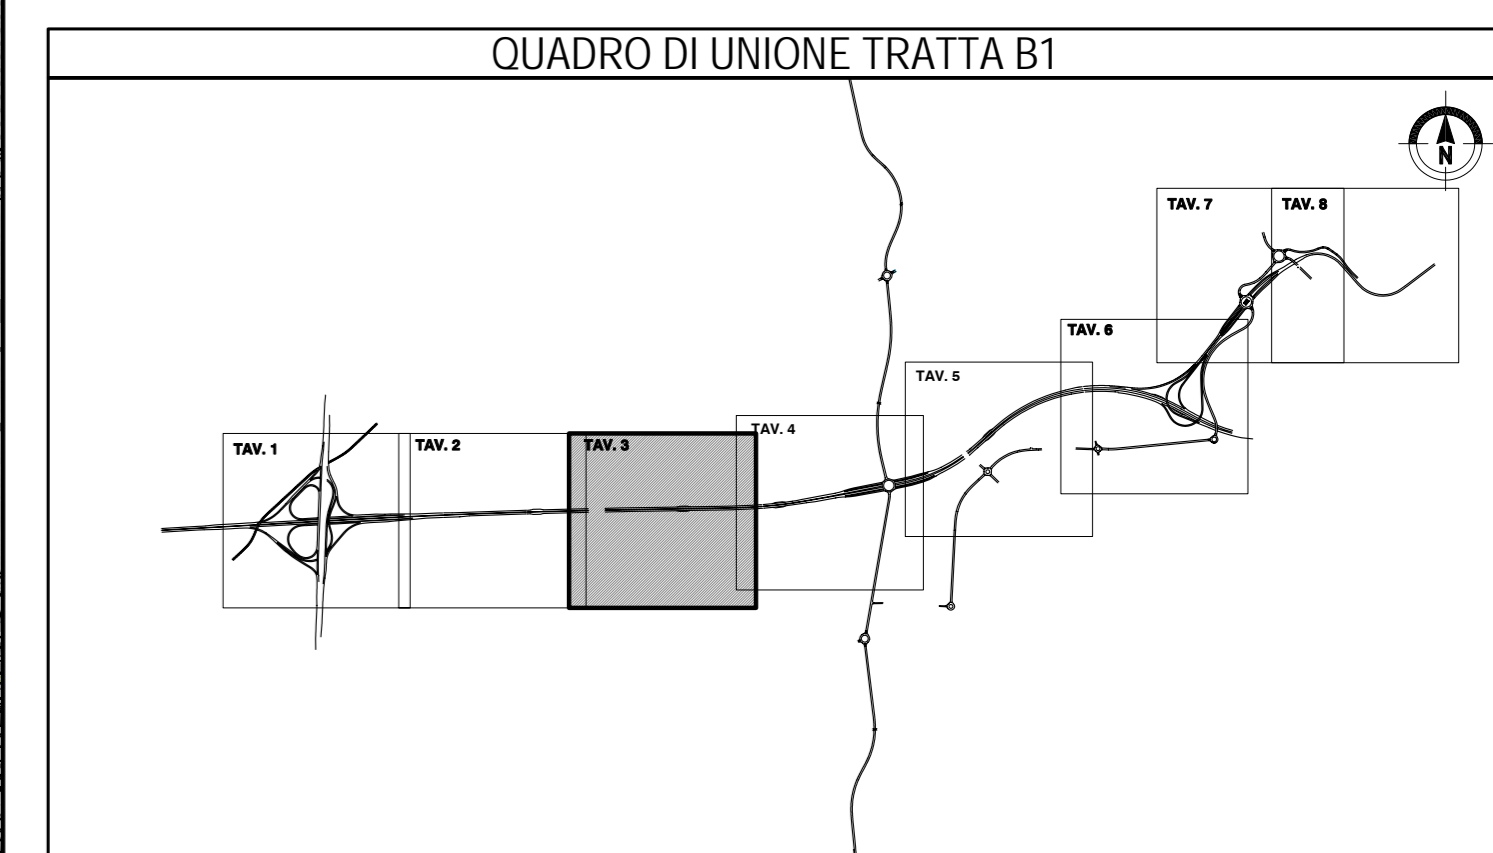 QUADRO DI UNIONE TRATTA B1
N
TAV. 7
TAV. 8
TAV. 6
TAV. 5
TAV. 4
TAV. 1
TAV. 2
TAV. 3